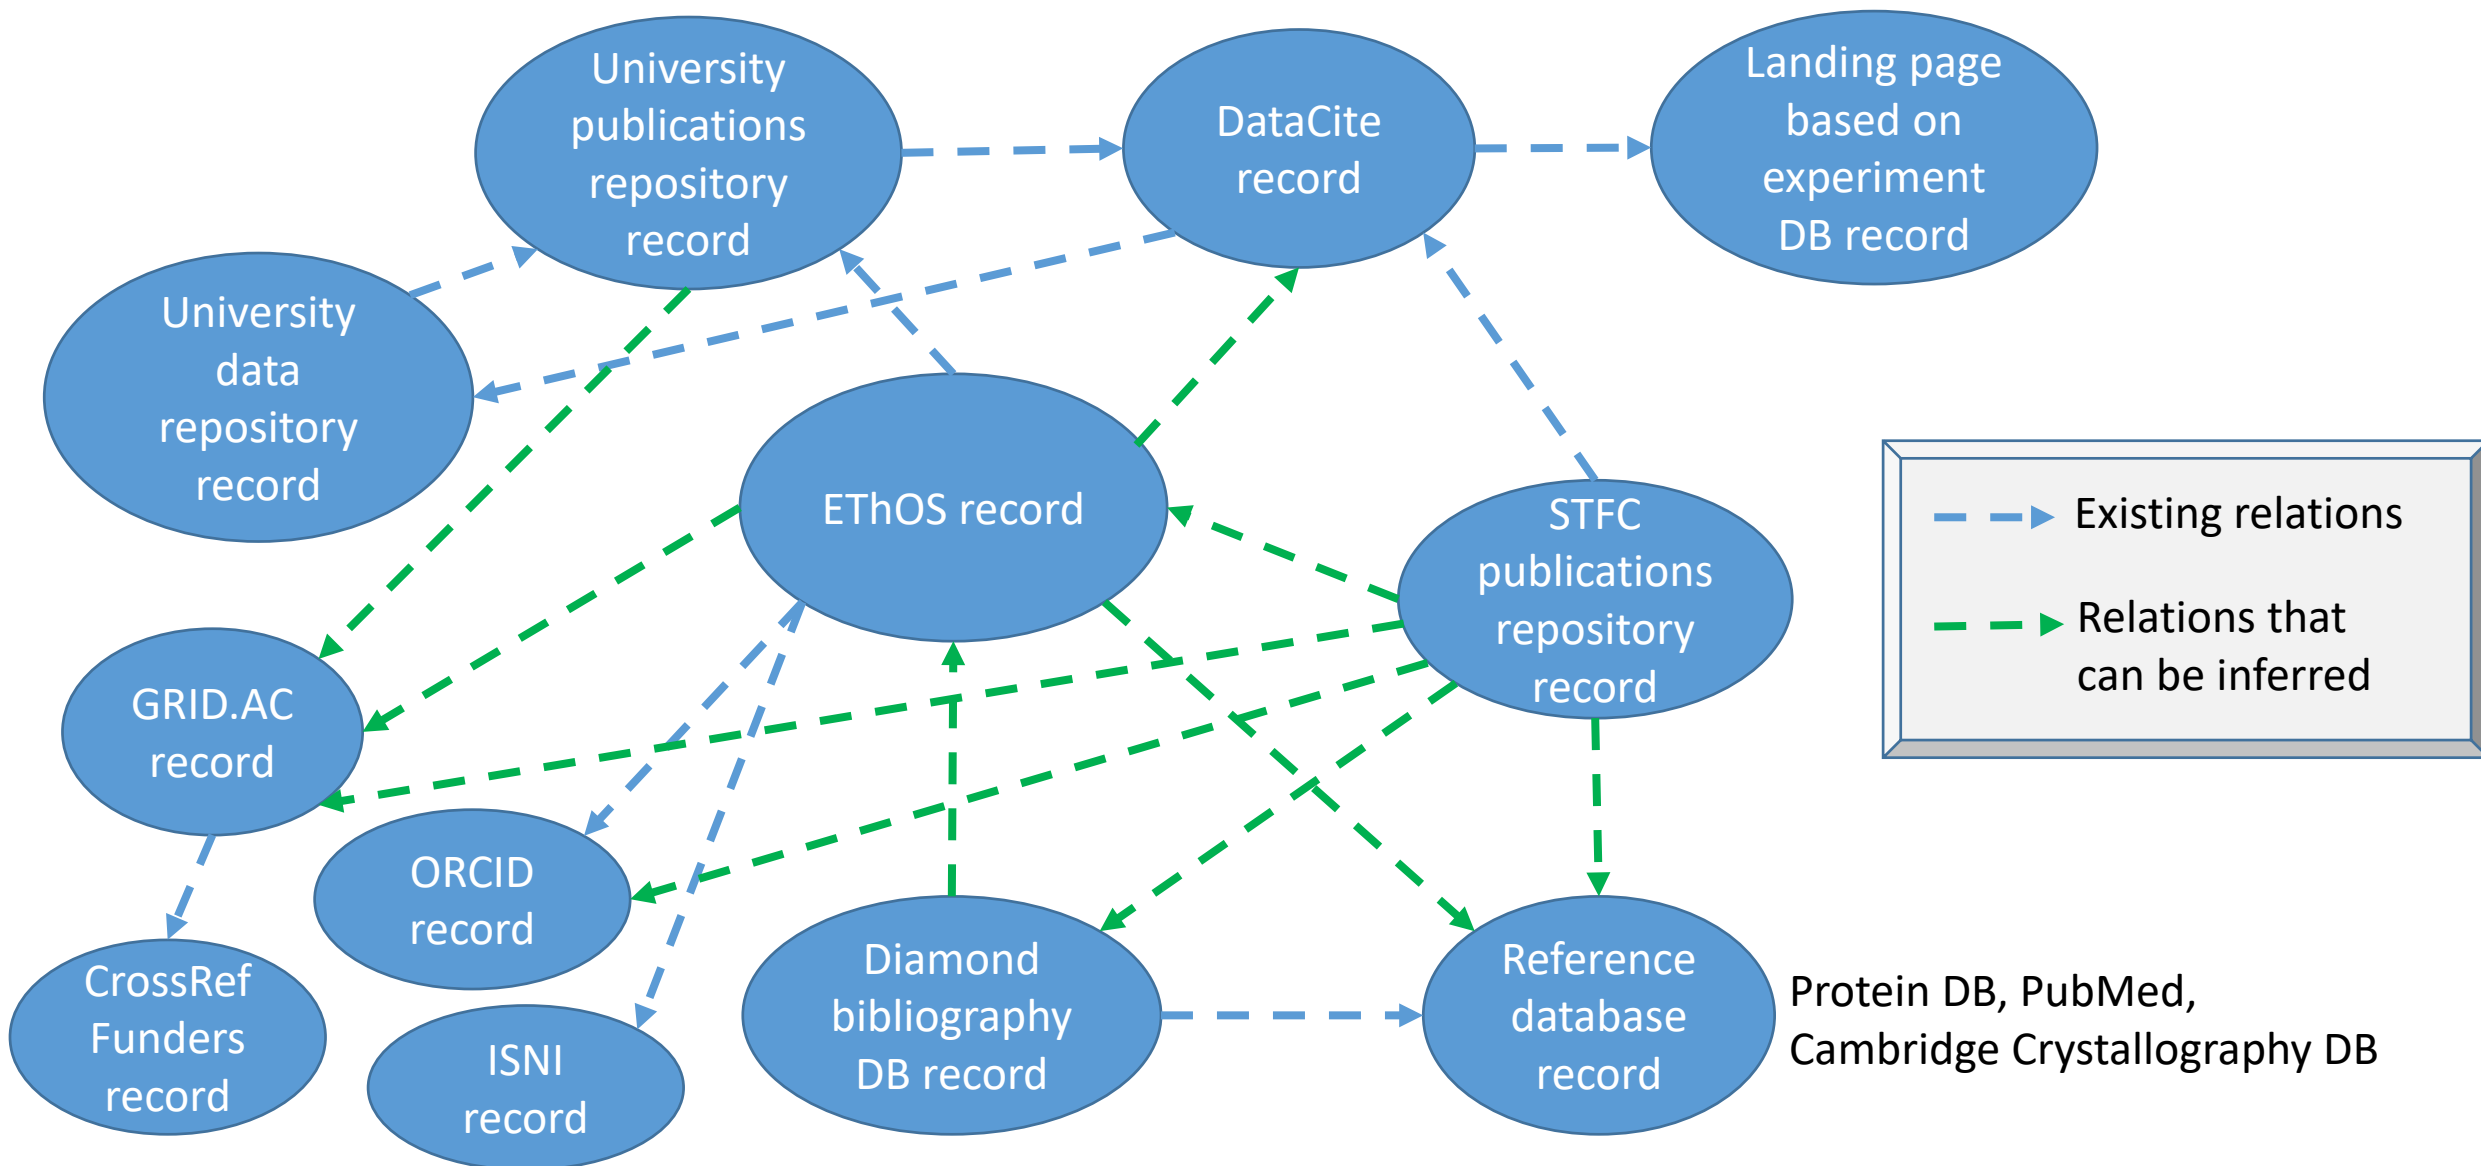 University
publications
repository
record
DataCite
record
Landing page
based on
experiment
DB record
University
data
repository
record
EThOS record
STFC
publications
repository
record
Existing relations
Relations that
can be inferred
GRID.AC
record
ORCID
record
CrossRef
Funders
record
ISNI
record
Diamond
bibliography
DB record
Reference
database
record
Protein DB, PubMed,
Cambridge Crystallography DB